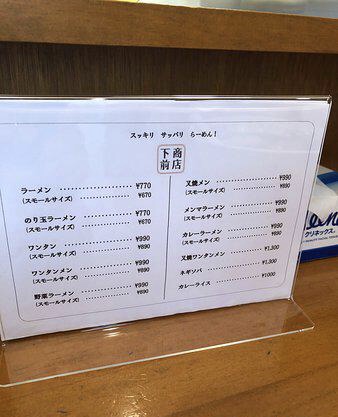 スッキリ サッパリ らーめん！
下前商店
ラーメン ¥770
(スモールサイズ) ¥670
のり玉ラーメン ¥770
(スモールサイズ) ¥670
ワンタン ¥990
(スモールサイズ) ¥890
ワンタンメン ¥990
(スモールサイズ) ¥890
野菜ラーメン ¥990
(スモールサイズ) ¥890
叉焼メン ¥990
(スモールサイズ) ¥890
メンマラーメン ¥990
(スモールサイズ) ¥890
カレーラーメン ¥990
(スモールサイズ) ¥890
叉焼ワンタンメン ¥1,300
ネギソバ ¥1,300
カレーライス ¥1000
クリネックス